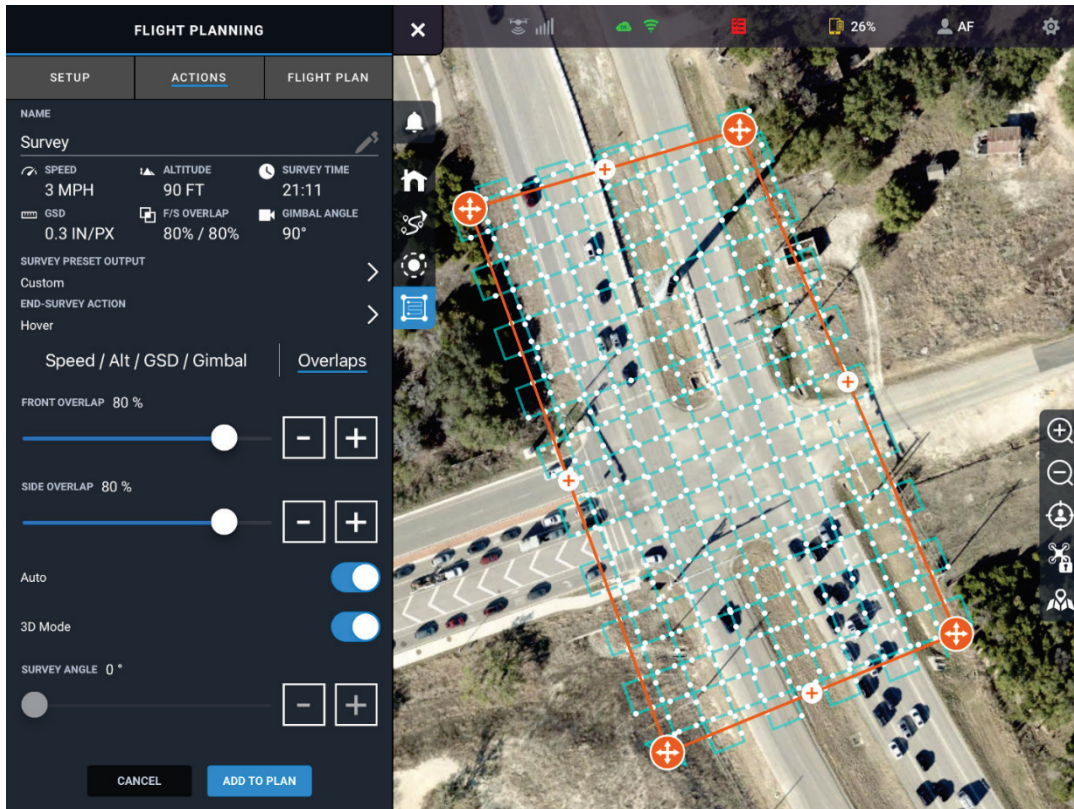 FLIGHT PLANNING
26%
AF
SETUP
ACTIONS
FLIGHT PLAN
NAME
Survey
SPEED
ALTITUDE
SURVEY TIME
3 MPH
90 FT
21:11
GSD
F/S OVERLAP
GIMBAL ANGLE
0.3 IN/PX
80% / 80%
90°
SURVEY PRESET OUTPUT
Custom
END-SURVEY ACTION
Hover
Speed / Alt / GSD / Gimbal
Overlaps
FRONT OVERLAP 80 %
SIDE OVERLAP 80 %
Auto
3D Mode
SURVEY ANGLE 0 °
CANCEL
ADD TO PLAN